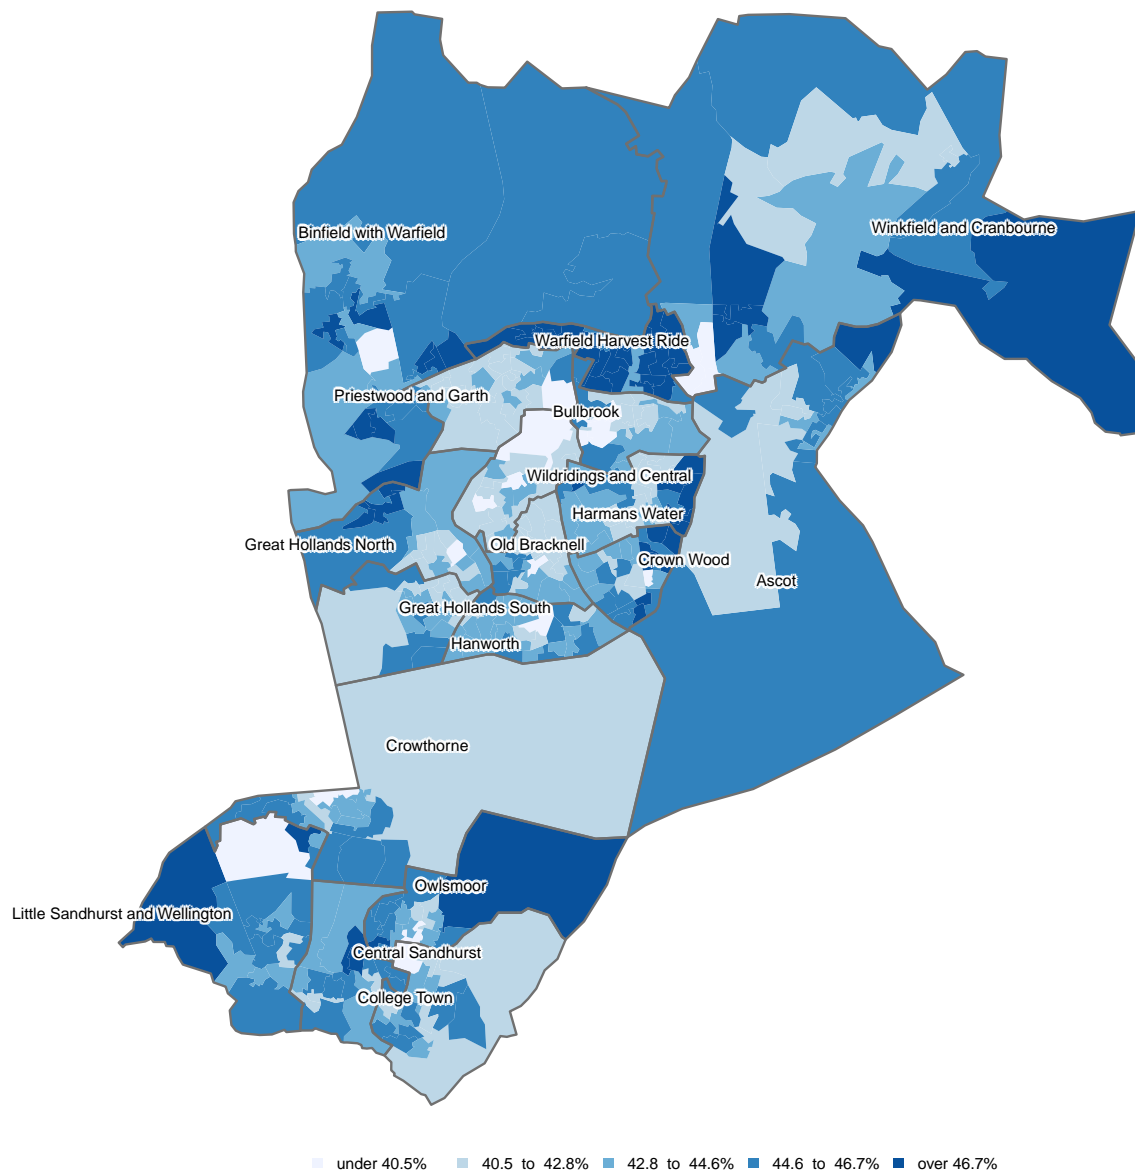 Binfield with Warfield
Winkfield and Cranbourne
Warfield Harvest Ride
Priestwood and Garth
Bullbrook
Wildridings and Central
Harmans Water
Great Hollands North
Old Bracknell
Crown Wood
Ascot
Great Hollands South
Hanworth
Crowthorne
Owlsmoor
Little Sandhurst and Wellington
Central Sandhurst
College Town
under 40.5% 40.5 to 42.8% 42.8 to 44.6% 44.6 to 46.7% over 46.7%